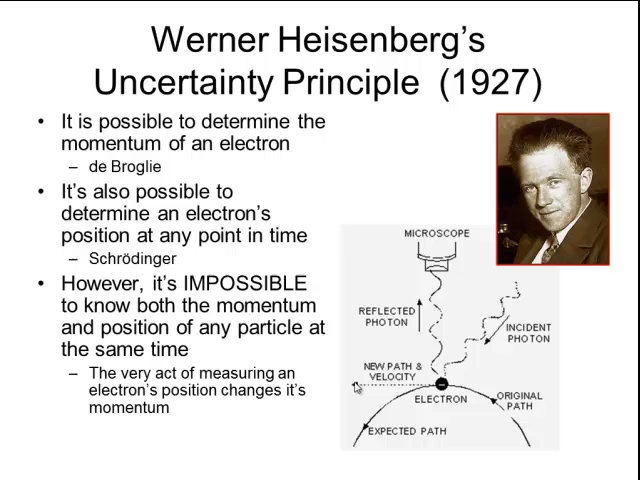 Werner Heisenberg's
Uncertainty Principle (1927)
• It is possible to determine the
momentum of an electron
– de Broglie
• It's also possible to
determine an electron's
position at any point in time
– Schrödinger
• However, it's IMPOSSIBLE
to know both the momentum
and position of any particle at
the same time
– The very act of measuring an
electron's position changes it's
momentum
MICROSCOPE
REFLECTED
PHOTON
INCIDENT
PHOTON
NEW PATH &
VELOCITY
ELECTRON
ORIGINAL
PATH
EXPECTED PATH